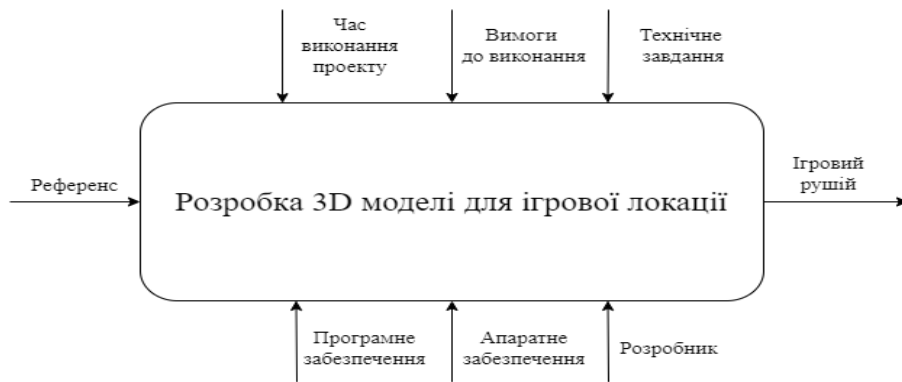 Час
виконання
проекту
Вимоги
до виконання
Технічне
завдання
Референс
Розробка 3D моделі для ігрової локації
Ігровий
рушій
Програмне
забезпечення
Апаратне
забезпечення
Розробник